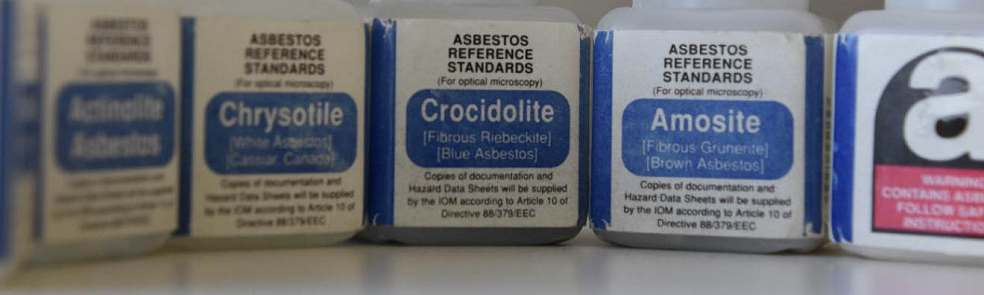 ASBESTOS
REFERENCE
STANDARDS
Actinolite
Asbestos
ASBESTOS
REFERENCE
STANDARDS
(For optical microscopy)
Chrysotile
[White Asbestos]
[Cassiar, Canada]
Copies of documentation and
Hazard Data Sheets will be supplied
by the IOM according to Article 10 of
Directive 88/379/EEC
ASBESTOS
REFERENCE
STANDARDS
(For optical microscopy)
Crocidolite
[Fibrous Riebeckite]
[Blue Asbestos]
Copies of documentation and
Hazard Data Sheets will be supplied
by the IOM according to Article 10 of
Directive 88/379/EEC
ASBESTOS
REFERENCE
STANDARDS
(For optical microscopy)
Amosite
[Fibrous Grunerite]
[Brown Asbestos]
Copies of documentation and
Hazard Data Sheets will be supplied
by the IOM according to Article 10 of
Directive 88/379/EEC
a
WARNING
CONTAINS
FOLLOW